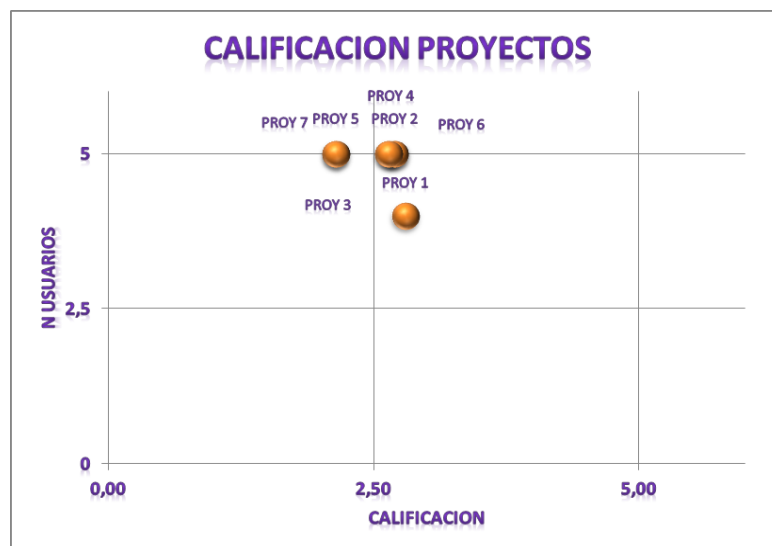 CALIFICACION PROYECTOS
PROY 4
PROY 7
PROY 5
PROY 2
PROY 6
5
PROY 1
PROY 3
N USUARIOS
2,5
0
0,00
2,50
5,00
CALIFICACION